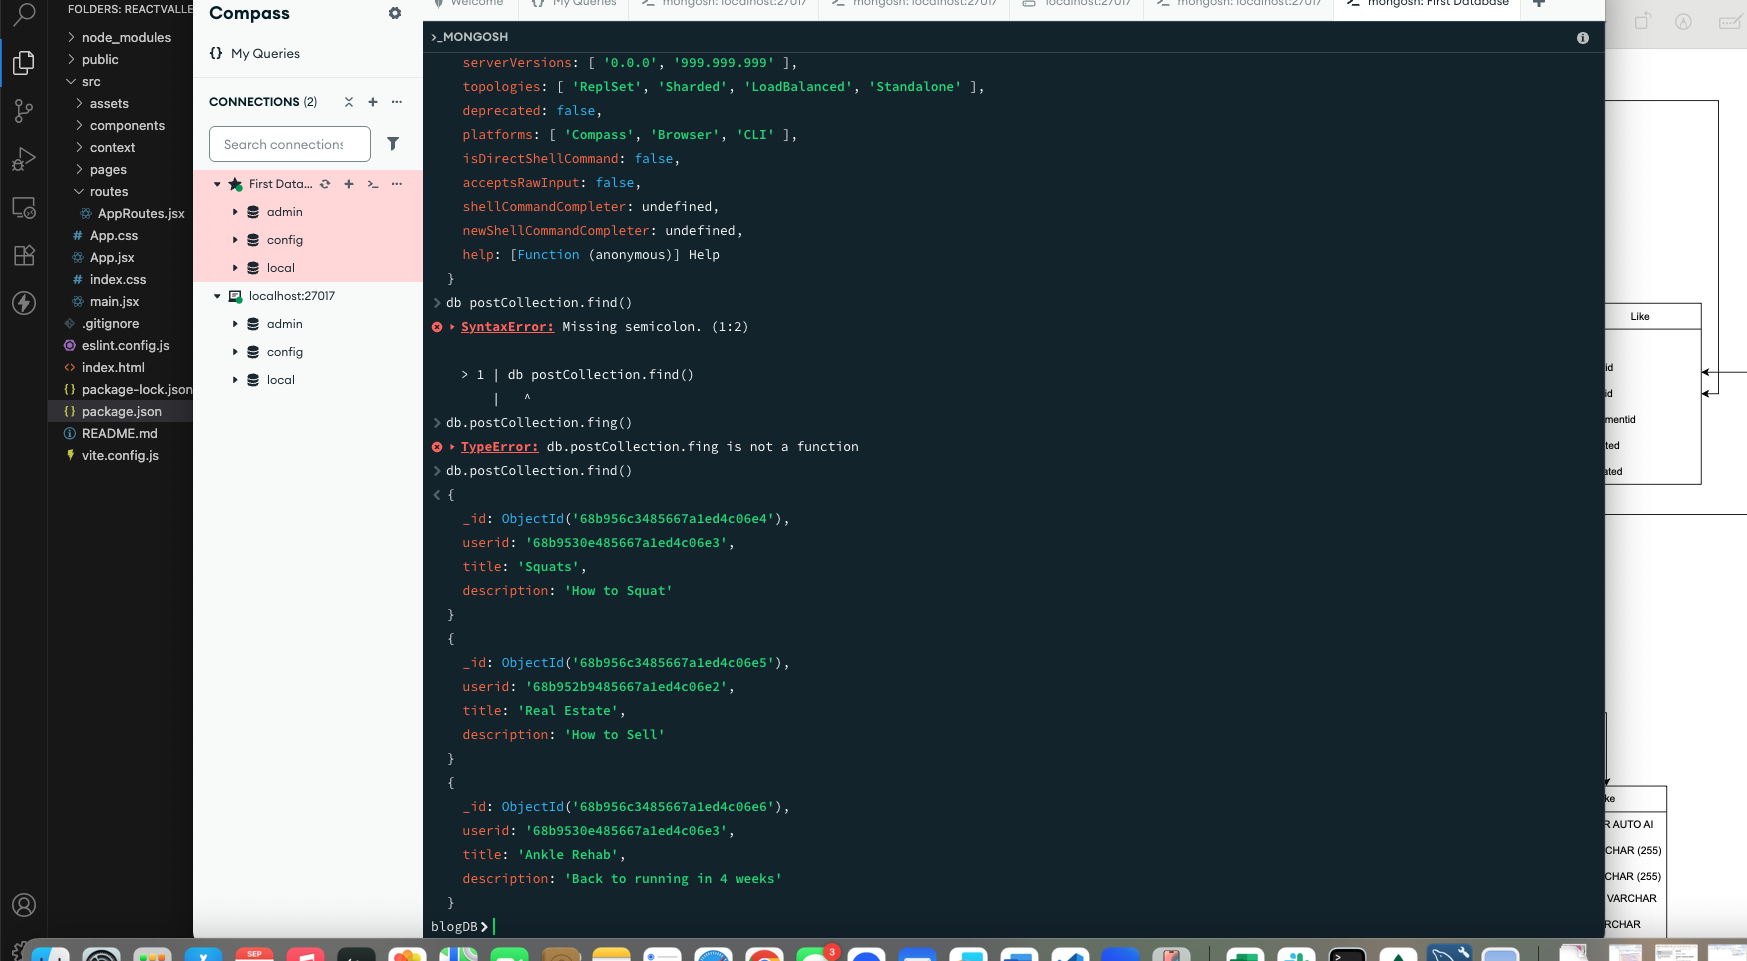 FOLDERS: REACTVALLE
node_modules
public
src
assets
components
context
pages
routes
AppRoutes.jsx
# App.css
App.jsx
# index.css
main.jsx
.gitignore
eslint.config.js
<> index.html
{} package-lock.json
{} package.json
README.md
vite.config.js
Compass
{} My Queries
CONNECTIONS (2)
Search connections
First Data...
admin
config
local
localhost:27017
admin
config
local
Welcome
{} My Queries
>_ mongosh: localhost:27017
>_ mongosh: localhost:27017
localhost:27017
>_ mongosh: localhost:27017
>_ mongosh: First Database
>_MONGOSH
serverVersions: [ '0.0.0', '999.999.999' ],
topologies: [ 'ReplSet', 'Sharded', 'LoadBalanced', 'Standalone' ],
deprecated: false,
platforms: [ 'Compass', 'Browser', 'CLI' ],
isDirectShellCommand: false,
acceptsRawInput: false,
shellCommandCompleter: undefined,
newShellCommandCompleter: undefined,
help: [Function (anonymous)] Help
}
> db postCollection.find()
SyntaxError: Missing semicolon. (1:2)
> 1 | db postCollection.find()
| ^
> db.postCollection.fing()
TypeError: db.postCollection.fing is not a function
> db.postCollection.find()
< {
_id: ObjectId('68b956c3485667a1ed4c06e4'),
userid: '68b9530e485667a1ed4c06e3',
title: 'Squats',
description: 'How to Squat'
}
{
_id: ObjectId('68b956c3485667a1ed4c06e5'),
userid: '68b952b9485667a1ed4c06e2',
title: 'Real Estate',
description: 'How to Sell'
}
{
_id: ObjectId('68b956c3485667a1ed4c06e6'),
userid: '68b9530e485667a1ed4c06e3',
title: 'Ankle Rehab',
description: 'Back to running in 4 weeks'
}
blogDB>
Like
id
id
mentid
ted
ated
ke
R AUTO AI
CHAR (255)
CHAR (255)
VARCHAR
RCHAR
SEP
3